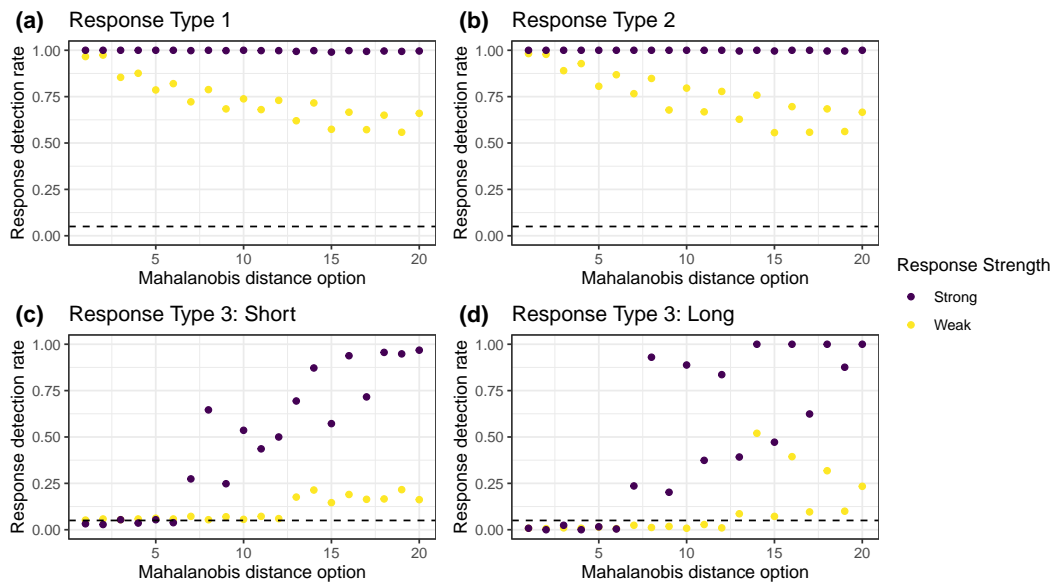 (a) Response Type 1
Response detection rate
1.00
0.75
0.50
0.25
0.00
5 10 15 20
Mahalanobis distance option
(b) Response Type 2
Response detection rate
1.00
0.75
0.50
0.25
0.00
5 10 15 20
Mahalanobis distance option
(c) Response Type 3: Short
Response detection rate
1.00
0.75
0.50
0.25
0.00
5 10 15 20
Mahalanobis distance option
(d) Response Type 3: Long
Response detection rate
1.00
0.75
0.50
0.25
0.00
5 10 15 20
Mahalanobis distance option
Response Strength
Strong
Weak